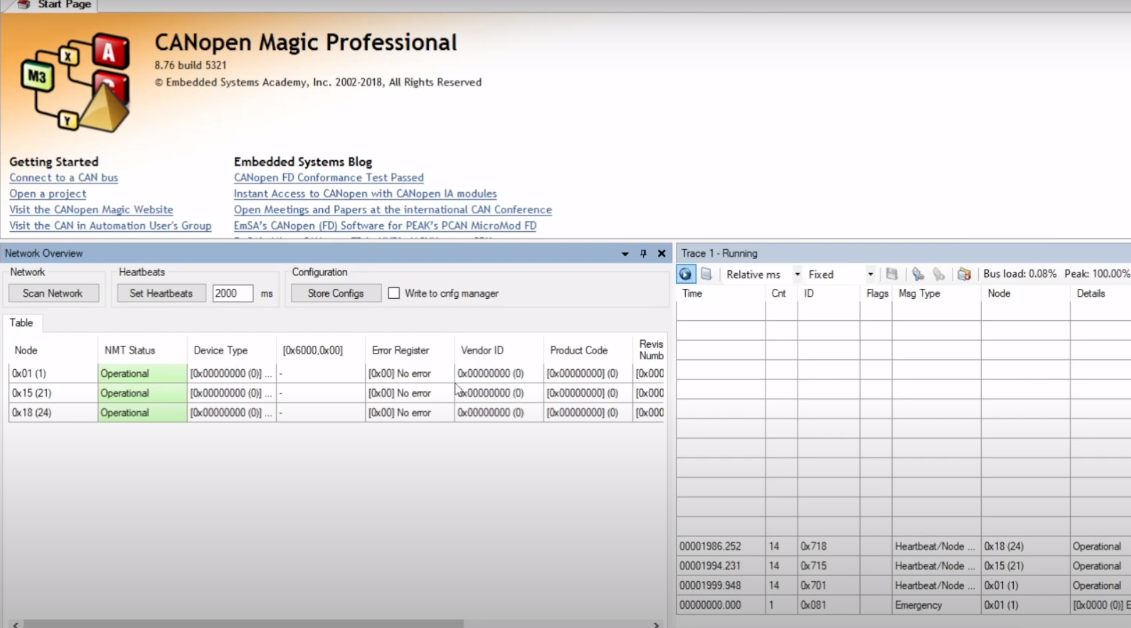 Start Page
CANopen Magic Professional
8.76 build 5321
© Embedded Systems Academy, Inc. 2002-2018, All Rights Reserved
M3
X
A
Y
Getting Started
Connect to a CAN bus
Open a project
Visit the CANopen Magic Website
Visit the CAN in Automation User's Group
Embedded Systems Blog
CANopen FD Conformance Test Passed
Instant Access to CANopen with CANopen IA modules
Open Meetings and Papers at the international CAN Conference
EmSA's CANopen (FD) Software for PEAK's PCAN MicroMod FD
Network Overview
Network
Heartbeats
Configuration
Scan Network
Set Heartbeats
2000 ms
Store Configs
Write to cnfg manager
Table
Node NMT Status Device Type [0x6000,0x00] Error Register Vendor ID Product Code Revis
Numb
0x01 (1) Operational [0x00000000 (0)] ... - [0x00] No error 0x00000000 (0) [0x00000000] (0) [0x000
0x15 (21) Operational [0x00000000 (0)] ... - [0x00] No error 0x00000000 (0) [0x00000000] (0) [0x000
0x18 (24) Operational [0x00000000 (0)] ... - [0x00] No error 0x00000000 (0) [0x00000000] (0) [0x000
Trace 1 - Running
Relative ms Fixed Bus load: 0.08% Peak: 100.00%
Time Cnt ID Flags Msg Type Node Details
00001986.252 14 0x718 Heartbeat/Node ... 0x18 (24) Operational
00001994.231 14 0x715 Heartbeat/Node ... 0x15 (21) Operational
00001999.948 14 0x701 Heartbeat/Node ... 0x01 (1) Operational
00000000.000 1 0x081 Emergency 0x01 (1) [0x0000 (0)] E